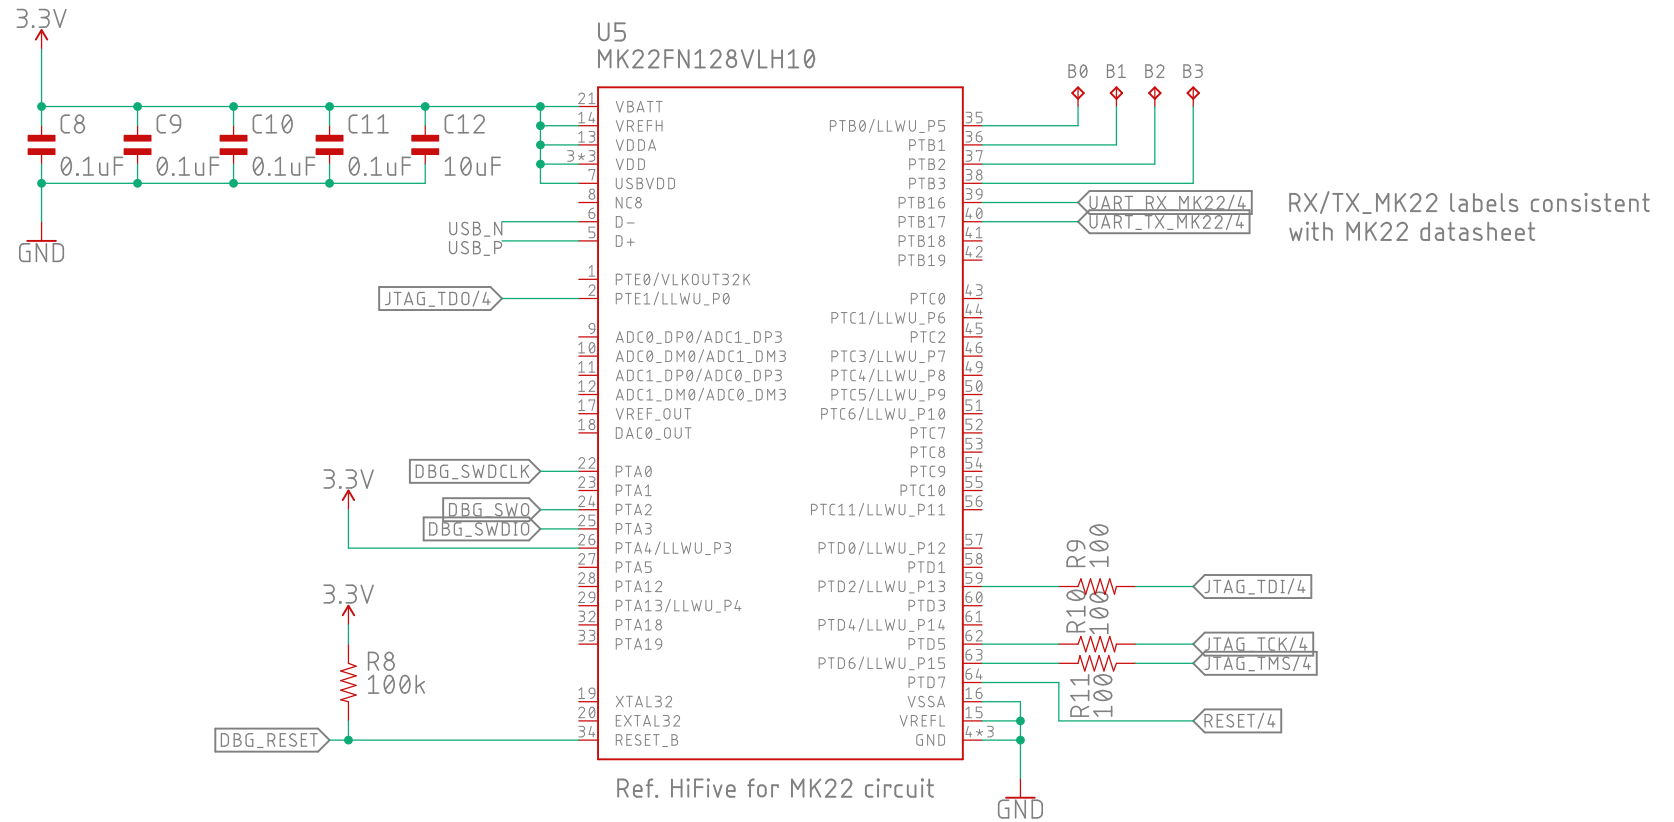 3.3V
U5
MK22FN128VLH10
B0 B1 B2 B3
C8 C9 C10 C11 C12
0.1uF 0.1uF 0.1uF 0.1uF 10uF
GND
21 VBATT
14 VREFH
13 VDDA
3*3 VDD
7 USBVDD
8 NC8
USB_N 6 D-
USB_P 5 D+
1 PTE0/VLKOUT32K
JTAG_TDO/4 2 PTE1/LLWU_P0
9 ADC0_DP0/ADC1_DP3
10 ADC0_DM0/ADC1_DM3
11 ADC1_DP0/ADC0_DP3
12 ADC1_DM0/ADC0_DM3
17 VREF_OUT
18 DAC0_OUT
DBG_SWDCLK 22 PTA0
3.3V
23 PTA1
DBG_SWO 24 PTA2
DBG_SWDIO 25 PTA3
26 PTA4/LLWU_P3
27 PTA5
28 PTA12
29 PTA13/LLWU_P4
32 PTA18
33 PTA19
3.3V
R8
100k
19 XTAL32
20 EXTAL32
DBG_RESET 34 RESET_B
PTB0/LLWU_P5 35
PTB1 36
PTB2 37
PTB3 38
PTB16 39 UART_RX_MK22/4
PTB17 40 UART_TX_MK22/4
PTB18 41
PTB19 42
RX/TX_MK22 labels consistent
with MK22 datasheet
PTC0 43
PTC1/LLWU_P6 44
PTC2 45
PTC3/LLWU_P7 46
PTC4/LLWU_P8 49
PTC5/LLWU_P9 50
PTC6/LLWU_P10 51
PTC7 52
PTC8 53
PTC9 54
PTC10 55
PTC11/LLWU_P11 56
PTD0/LLWU_P12 57
PTD1 58
PTD2/LLWU_P13 59 R9 100 JTAG_TDI/4
PTD3 60
PTD4/LLWU_P14 61
PTD5 62 R10 100 JTAG_TCK/4
PTD6/LLWU_P15 63 R11 100 JTAG_TMS/4
PTD7 64 RESET/4
VSSA 16
VREFL 15
GND 4*3
GND
Ref. HiFive for MK22 circuit